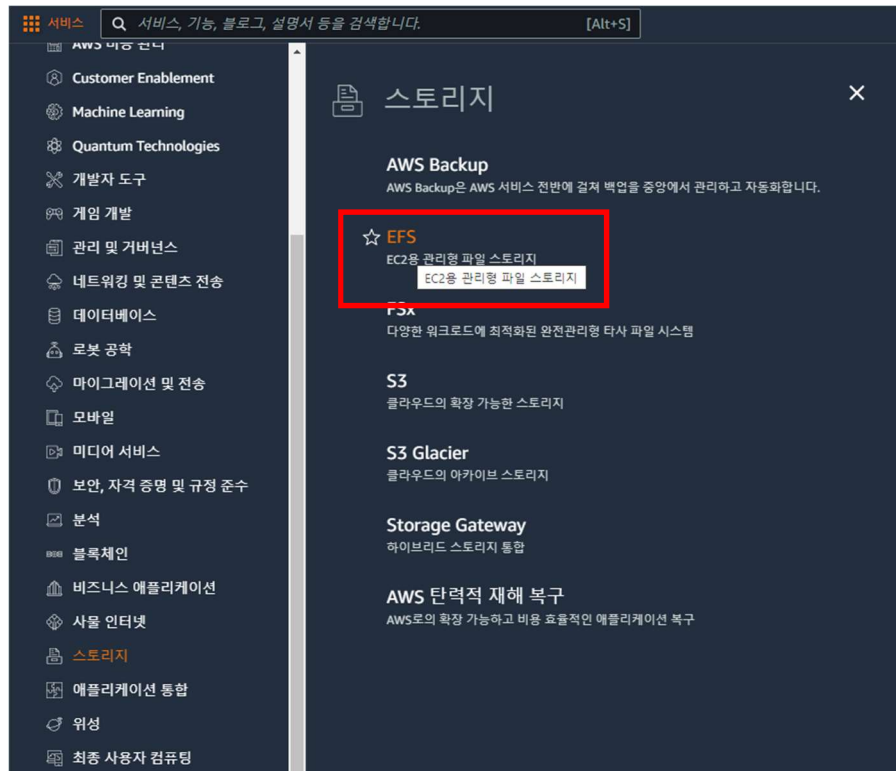 서비스
서비스, 기능, 블로그, 설명서 등을 검색합니다.
[Alt+S]
AWS 비용 관리
Customer Enablement
Machine Learning
Quantum Technologies
개발자 도구
게임 개발
관리 및 거버넌스
네트워킹 및 콘텐츠 전송
데이터베이스
로봇 공학
마이그레이션 및 전송
모바일
미디어 서비스
보안, 자격 증명 및 규정 준수
분석
블록체인
비즈니스 애플리케이션
사물 인터넷
스토리지
애플리케이션 통합
위성
최종 사용자 컴퓨팅
스토리지
AWS Backup
AWS Backup은 AWS 서비스 전반에 걸쳐 백업을 중앙에서 관리하고 자동화합니다.
EFS
EC2용 관리형 파일 스토리지
EC2용 관리형 파일 스토리지
FSx
다양한 워크로드에 최적화된 완전관리형 타사 파일 시스템
S3
클라우드의 확장 가능한 스토리지
S3 Glacier
클라우드의 아카이브 스토리지
Storage Gateway
하이브리드 스토리지 통합
AWS 탄력적 재해 복구
AWS로의 확장 가능하고 비용 효율적인 애플리케이션 복구